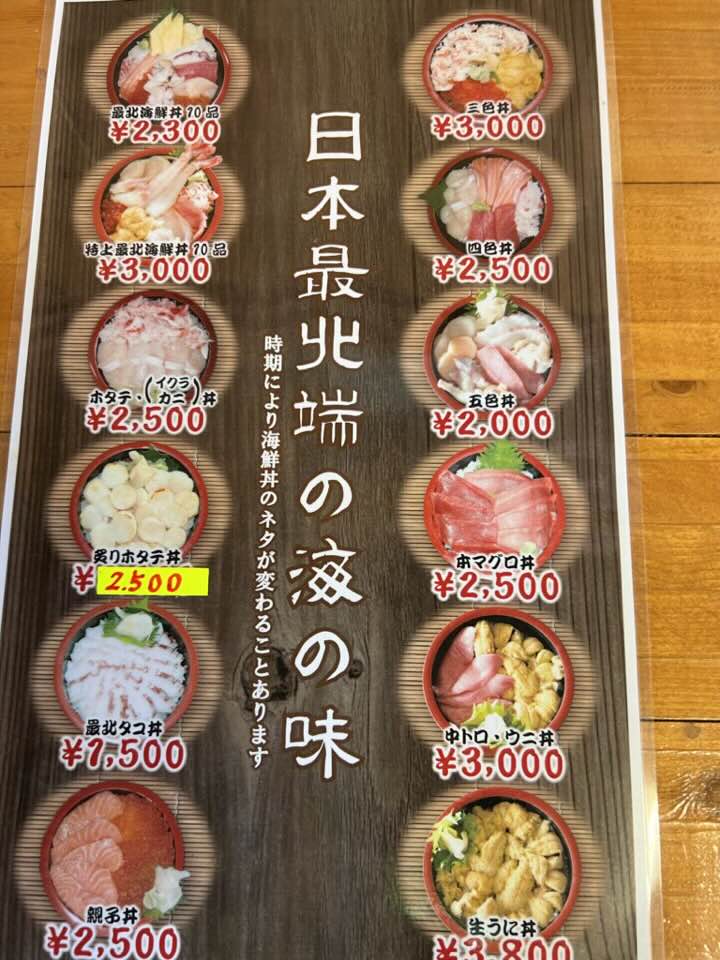 日本最北端の海の味
時期により海鮮丼のネタが変わることあります
最北海鮮丼10品
¥2,300
特上最北海鮮丼10品
¥3,000
ホタテ・(イクラ カニ)丼
¥2,500
炙りホタテ丼
¥2.500
最北タコ丼
¥1,500
親子丼
¥2,500
三色丼
¥3,000
四色丼
¥2,500
五色丼
¥2,000
本マグロ丼
¥2,500
中トロ・ウニ丼
¥3,000
生うに丼
¥3,800